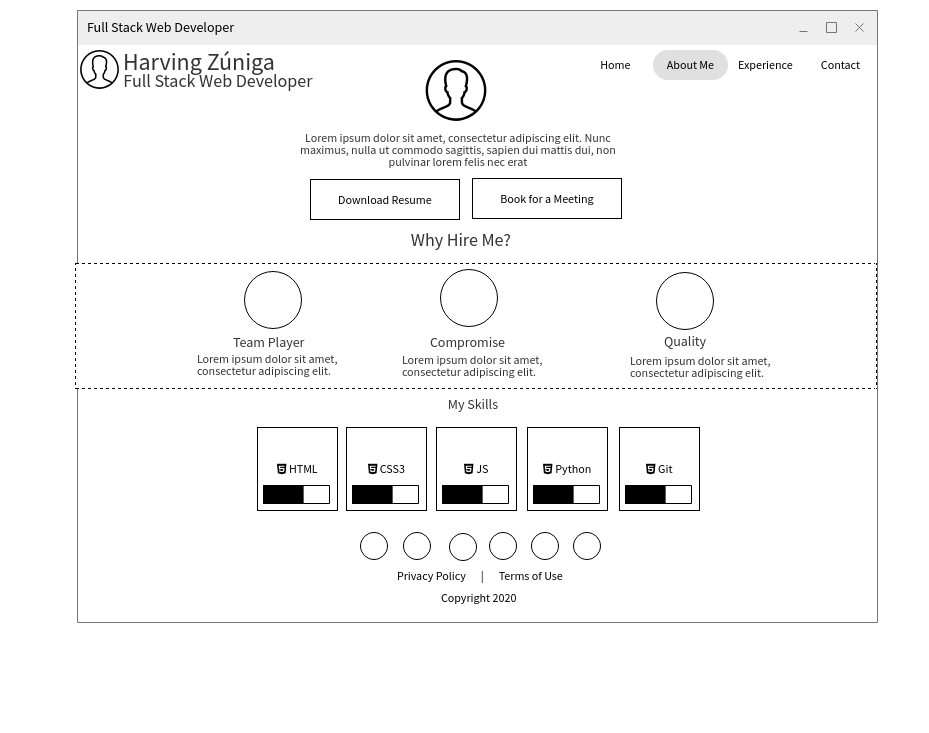 Full Stack Web Developer
Harving Zúniga
Full Stack Web Developer
Home
About Me
Experience
Contact
Lorem ipsum dolor sit amet, consectetur adipiscing elit. Nunc
maximus, nulla ut commodo sagittis, sapien dui mattis dui, non
pulvinar lorem felis nec erat
Download Resume
Book for a Meeting
Why Hire Me?
Team Player
Lorem ipsum dolor sit amet,
consectetur adipiscing elit.
Compromise
Lorem ipsum dolor sit amet,
consectetur adipiscing elit.
Quality
Lorem ipsum dolor sit amet,
consectetur adipiscing elit.
My Skills
HTML
CSS3
JS
Python
Git
Privacy Policy | Terms of Use
Copyright 2020